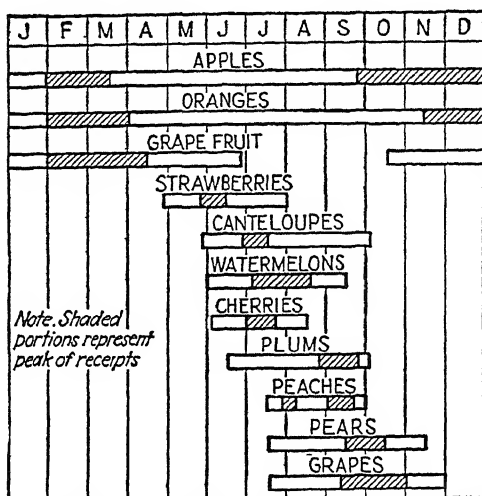 J F M A M J J A S O N D
APPLES
ORANGES
GRAPE FRUIT
STRAWBERRIES
CANTELOUPES
WATERMELONS
CHERRIES
Note. Shaded
portions represent
peak of receipts
PLUMS
PEACHES
PEARS
GRAPES